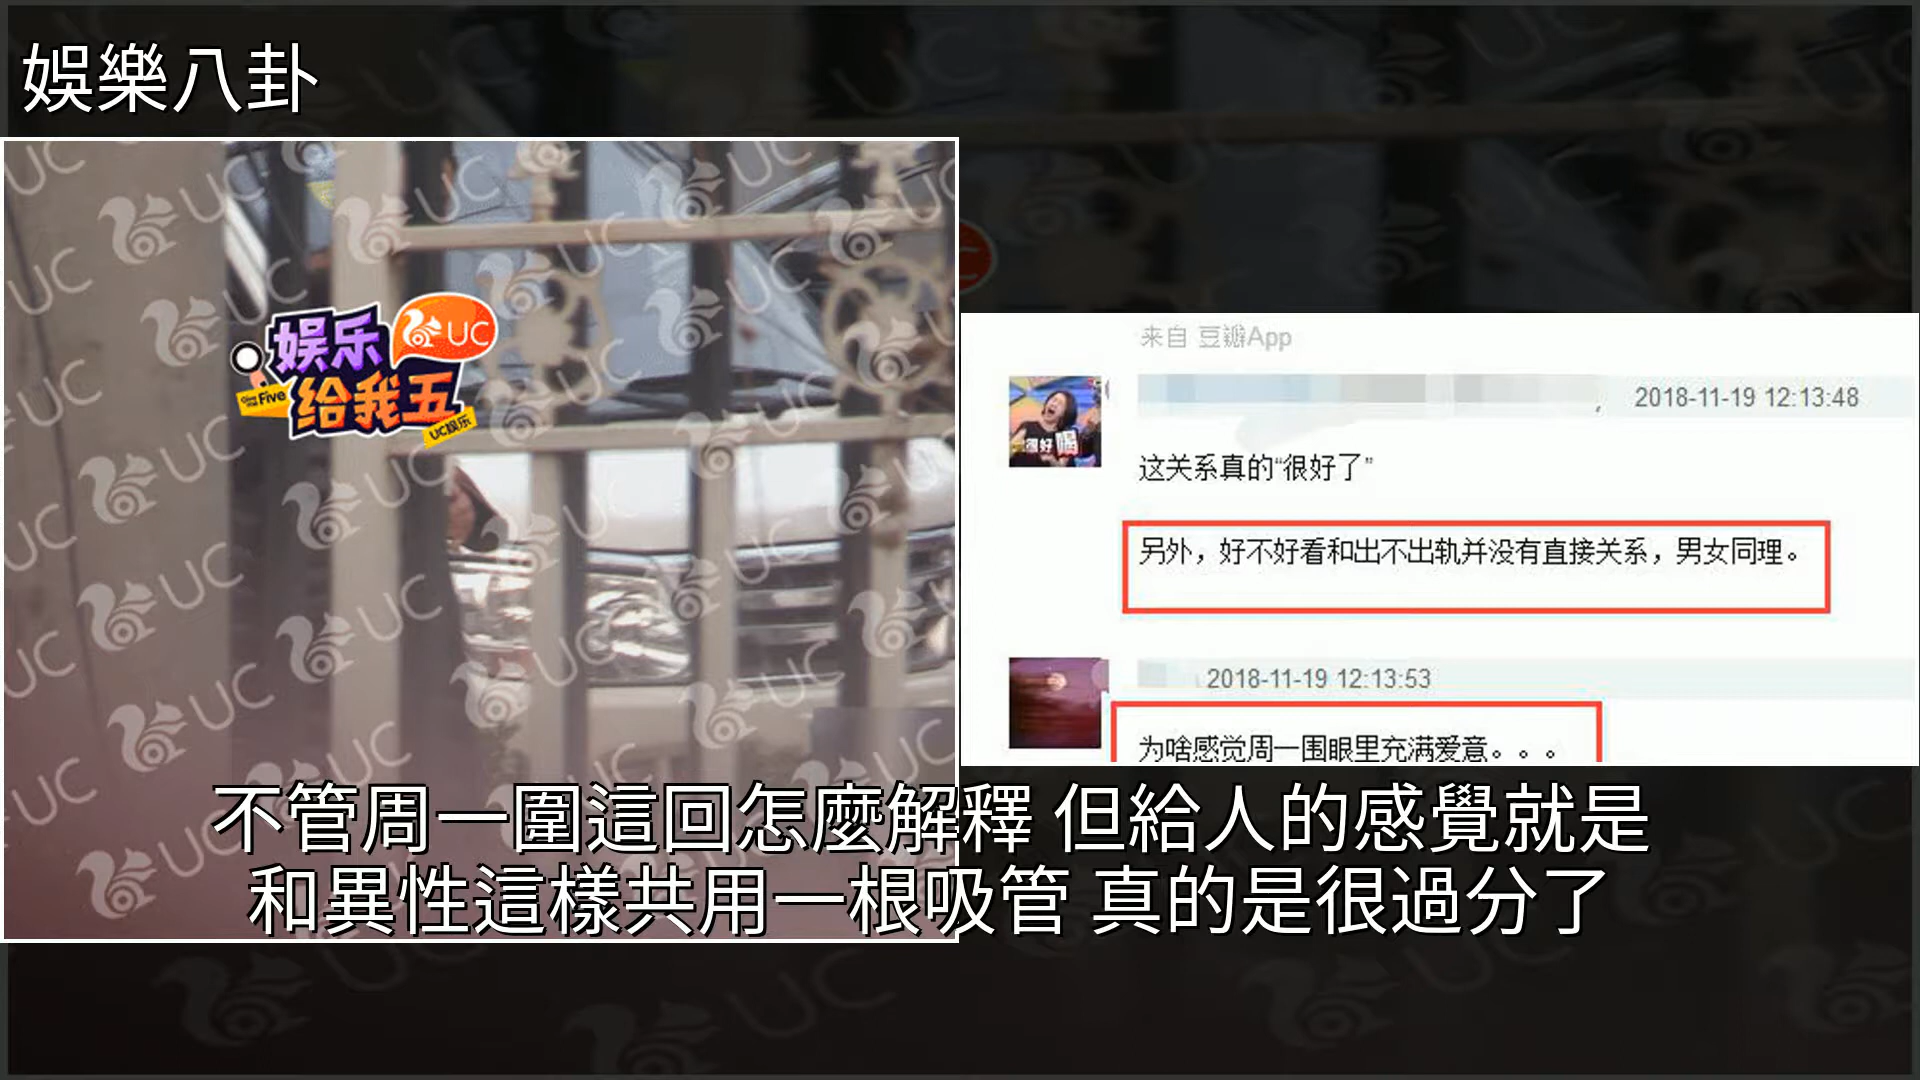 娛樂八卦
UC
娱乐
给我五
Give me Five
UC娱乐
来自 豆瓣App
2018-11-19 12:13:48
很好
这关系真的“很好了”
另外，好不好看和出不出轨并没有直接关系，男女同理。
2018-11-19 12:13:53
为啥感觉周一围眼里充满爱意。。。
不管周一圍這回怎麼解釋 但給人的感覺就是
和異性這樣共用一根吸管 真的是很過分了